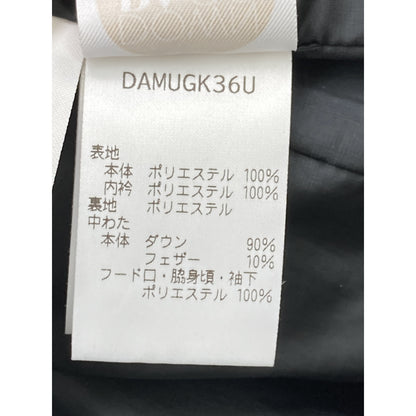 DAMUGK36U
表地
本体 ポリエステル 100%
内衿 ポリエステル 100%
裏地 ポリエステル
中わた
本体 ダウン 90%
フェザー 10%
フード口・脇身頃・袖下
ポリエステル 100%